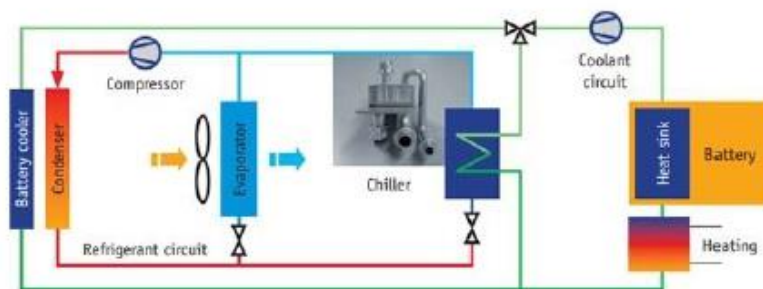 Compressor
Coolant
circuit
Battery cooler
Condenser
Evaporator
Chiller
Heat sink
Battery
Refrigerant circuit
Heating